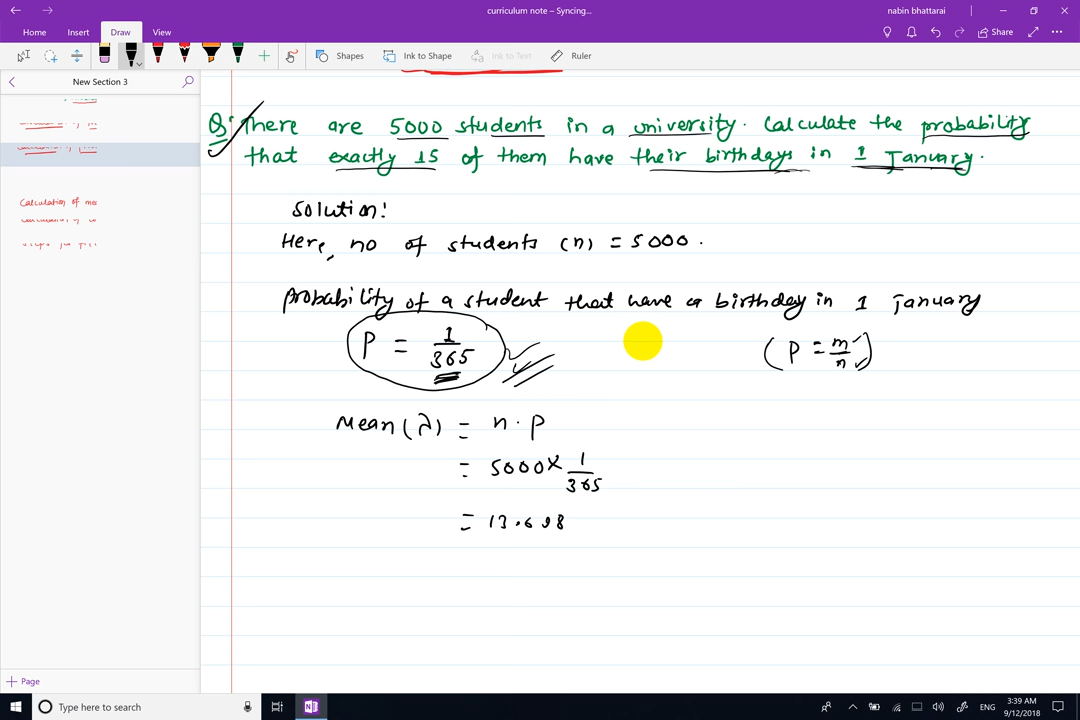 curriculum note – Syncing...
nabin bhattarai
Home Insert Draw View
Share
Shapes Ink to Shape Ink to Text Ruler
New Section 3
Calculation of mea
Q: There are 5000 students in a university. Calculate the probability
that exactly 15 of them have their birthdays in 1 January.
Solution:
Here, no of students (n) = 5000.
probability of a student that have a birthday in 1 January
P = 1/365
(P = m/n)
Mean (λ) = n · p
= 5000 × 1/365
= 13.698
+ Page
Type here to search
ENG
3:39 AM
9/12/2018